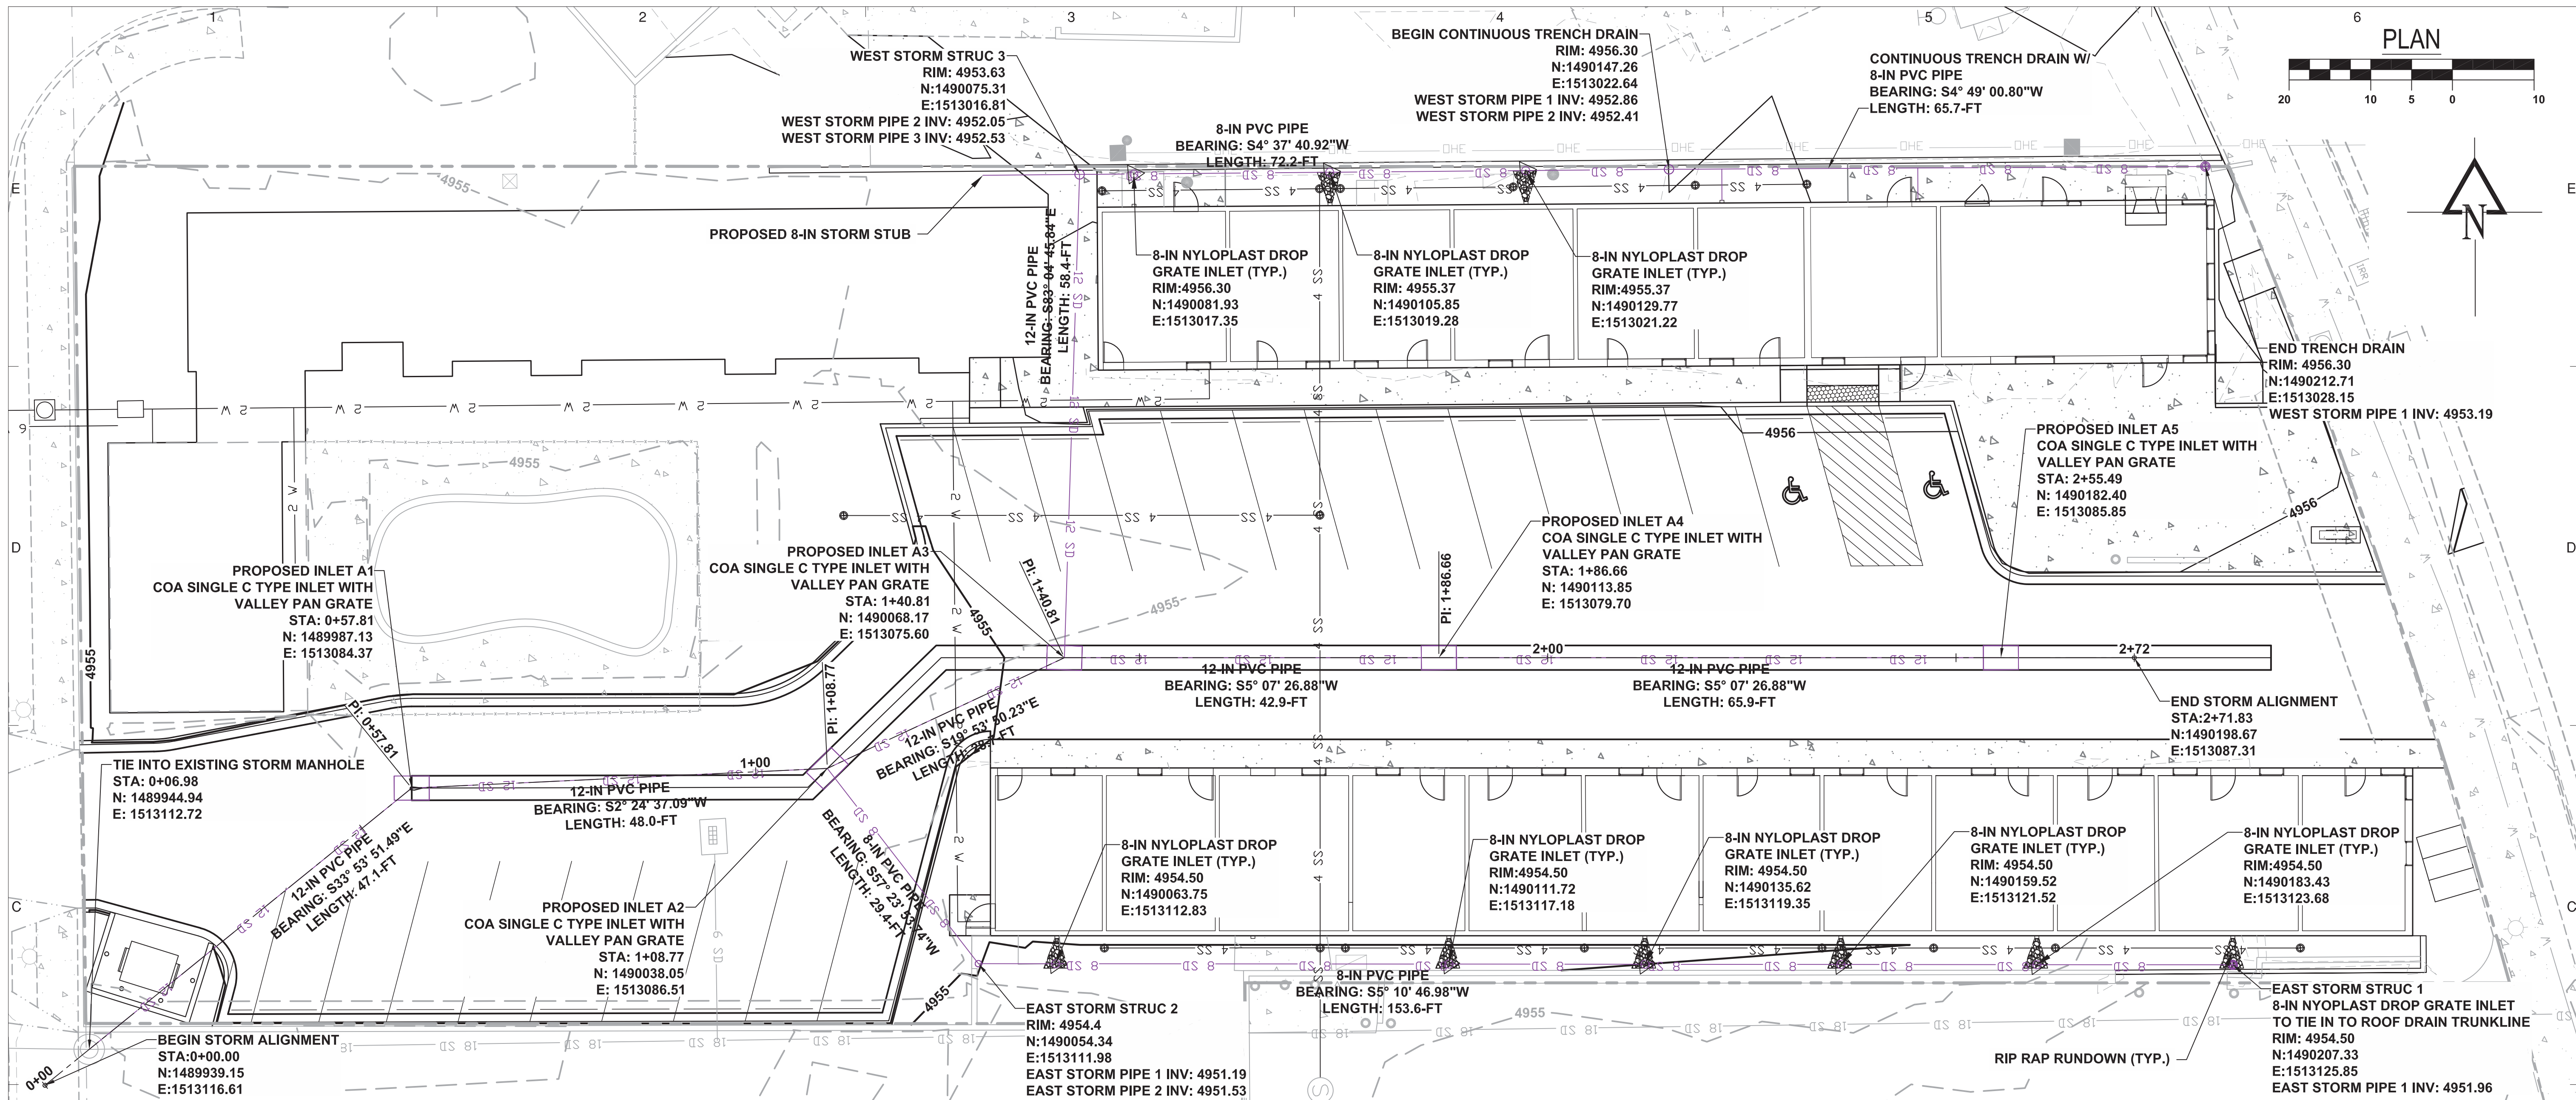 1
2
3
4
5
6
PLAN
20
10
5
0
10
N
E
E
D
D
C
C
WEST STORM STRUC 3
RIM: 4953.63
N:1490075.31
E:1513016.81
WEST STORM PIPE 2 INV: 4952.05
WEST STORM PIPE 3 INV: 4952.53
BEGIN CONTINUOUS TRENCH DRAIN
RIM: 4956.30
N:1490147.26
E:1513022.64
WEST STORM PIPE 1 INV: 4952.86
WEST STORM PIPE 2 INV: 4952.41
CONTINUOUS TRENCH DRAIN W/
8-IN PVC PIPE
BEARING: S4° 49' 00.80"W
LENGTH: 65.7-FT
8-IN PVC PIPE
BEARING: S4° 37' 40.92"W
LENGTH: 72.2-FT
4955
PROPOSED 8-IN STORM STUB
12-IN PVC PIPE
BEARING: S83° 04' 45.84"E
LENGTH: 58.4-FT
8-IN NYLOPLAST DROP
GRATE INLET (TYP.)
RIM:4956.30
N:1490081.93
E:1513017.35
8-IN NYLOPLAST DROP
GRATE INLET (TYP.)
RIM: 4955.37
N:1490105.85
E:1513019.28
8-IN NYLOPLAST DROP
GRATE INLET (TYP.)
RIM:4955.37
N:1490129.77
E:1513021.22
END TRENCH DRAIN
RIM: 4956.30
N:1490212.71
E:1513028.15
WEST STORM PIPE 1 INV: 4953.19
PROPOSED INLET A5
COA SINGLE C TYPE INLET WITH
VALLEY PAN GRATE
STA: 2+55.49
N: 1490182.40
E: 1513085.85
4956
4956
4955
PROPOSED INLET A1
COA SINGLE C TYPE INLET WITH
VALLEY PAN GRATE
STA: 0+57.81
N: 1489987.13
E: 1513084.37
PROPOSED INLET A3
COA SINGLE C TYPE INLET WITH
VALLEY PAN GRATE
STA: 1+40.81
N: 1490068.17
E: 1513075.60
PROPOSED INLET A4
COA SINGLE C TYPE INLET WITH
VALLEY PAN GRATE
STA: 1+86.66
N: 1490113.85
E: 1513079.70
PI: 1+40.81
PI: 1+86.66
4955
4955
4955
PI: 0+57.81
PI: 1+08.77
2+00
2+72
12-IN PVC PIPE
BEARING: S5° 07' 26.88"W
LENGTH: 42.9-FT
12-IN PVC PIPE
BEARING: S5° 07' 26.88"W
LENGTH: 65.9-FT
END STORM ALIGNMENT
STA:2+71.83
N:1490198.67
E:1513087.31
TIE INTO EXISTING STORM MANHOLE
STA: 0+06.98
N: 1489944.94
E: 1513112.72
1+00
12-IN PVC PIPE
BEARING: S2° 24' 37.09"W
LENGTH: 48.0-FT
12-IN PVC PIPE
BEARING: S19° 53' 50.23"E
12-IN PVC PIPE
BEARING: S33° 53' 51.49"E
LENGTH: 47.1-FT
8-IN PVC PIPE
BEARING: S57° 23' 53.74"W
LENGTH: 29.4-FT
PROPOSED INLET A2
COA SINGLE C TYPE INLET WITH
VALLEY PAN GRATE
STA: 1+08.77
N: 1490038.05
E: 1513086.51
8-IN NYLOPLAST DROP
GRATE INLET (TYP.)
RIM: 4954.50
N:1490063.75
E:1513112.83
8-IN NYLOPLAST DROP
GRATE INLET (TYP.)
RIM:4954.50
N:1490111.72
E:1513117.18
8-IN NYLOPLAST DROP
GRATE INLET (TYP.)
RIM: 4954.50
N:1490135.62
E:1513119.35
8-IN NYLOPLAST DROP
GRATE INLET (TYP.)
RIM: 4954.50
N:1490159.52
E:1513121.52
8-IN NYLOPLAST DROP
GRATE INLET (TYP.)
RIM:4954.50
N:1490183.43
E:1513123.68
8-IN PVC PIPE
BEARING: S5° 10' 46.98"W
LENGTH: 153.6-FT
4955
4955
EAST STORM STRUC 2
RIM: 4954.4
N:1490054.34
E:1513111.98
EAST STORM PIPE 1 INV: 4951.19
EAST STORM PIPE 2 INV: 4951.53
EAST STORM STRUC 1
8-IN NYOPLAST DROP GRATE INLET
TO TIE IN TO ROOF DRAIN TRUNKLINE
RIM: 4954.50
N:1490207.33
E:1513125.85
EAST STORM PIPE 1 INV: 4951.96
RIP RAP RUNDOWN (TYP.)
BEGIN STORM ALIGNMENT
STA:0+00.00
N:1489939.15
E:1513116.61
0+00